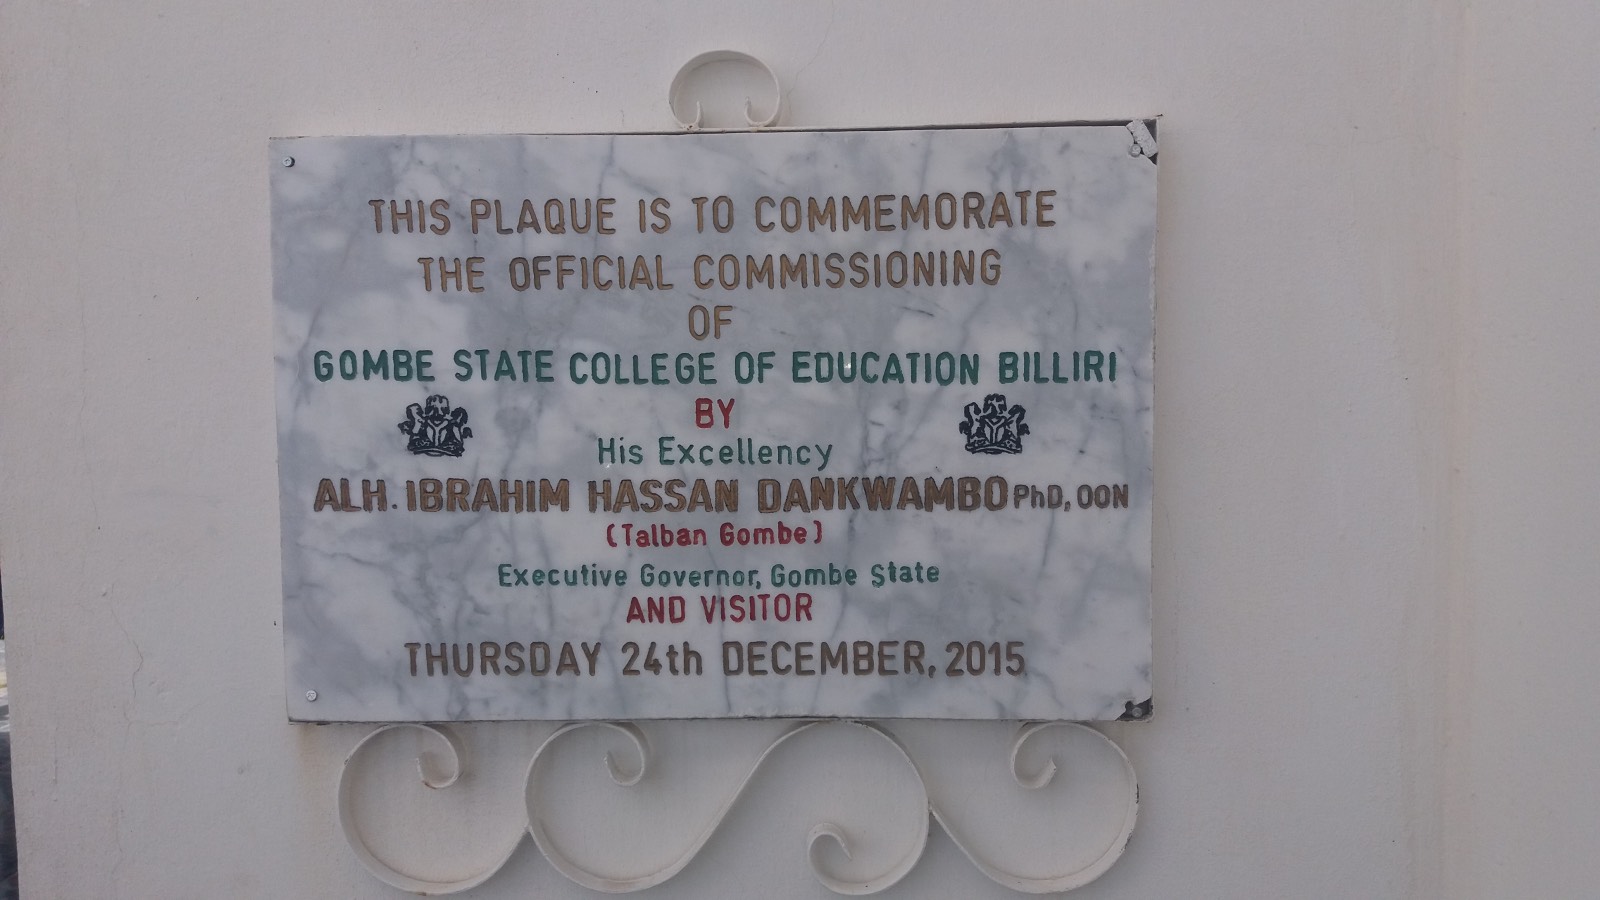 THIS PLAQUE IS TO COMMEMORATE
THE OFFICIAL COMMISSIONING
OF
GOMBE STATE COLLEGE OF EDUCATION BILLIRI
BY
His Excellency
ALH. IBRAHIM HASSAN DANKWAMBO PhD, OON
(Talban Gombe)
Executive Governor, Gombe State
AND VISITOR
THURSDAY 24th DECEMBER, 2015